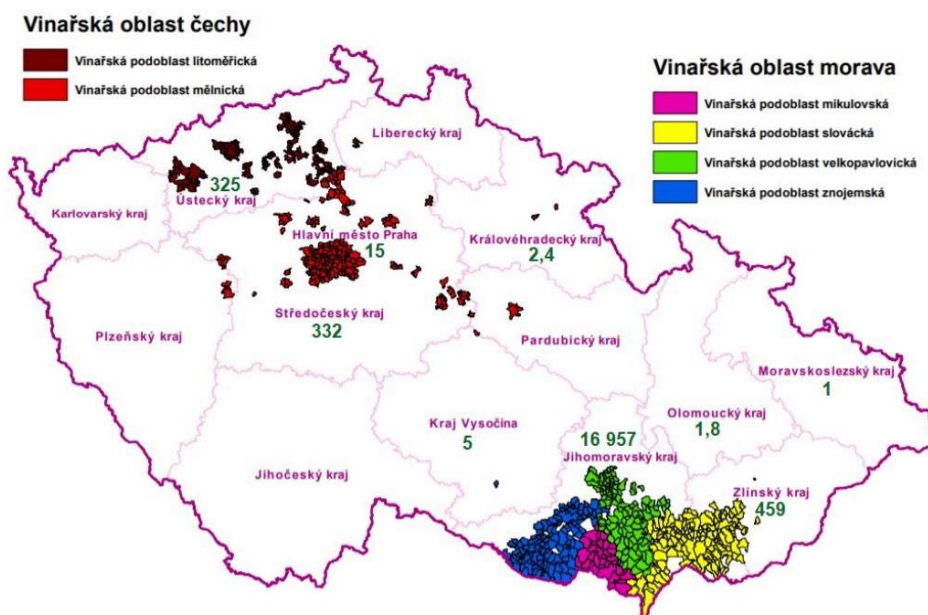 Vinařská oblast čechy
Vinařská podoblast litoměřická
Vinařská podoblast mělnická
Vinařská oblast morava
Vinařská podoblast mikulovská
Vinařská podoblast slovácká
Vinařská podoblast velkopavlovická
Vinařská podoblast znojemská
Liberecký kraj
325
Ústecký kraj
Karlovarský kraj
Hlavní město Praha
15
Královéhradecký kraj
2,4
Středočeský kraj
332
Plzeňský kraj
Pardubický kraj
Moravskoslezský kraj
1
Olomoucký kraj
1,8
Kraj Vysočina
5
16 957
Jihomoravský kraj
Jihočeský kraj
Zlínský kraj
459